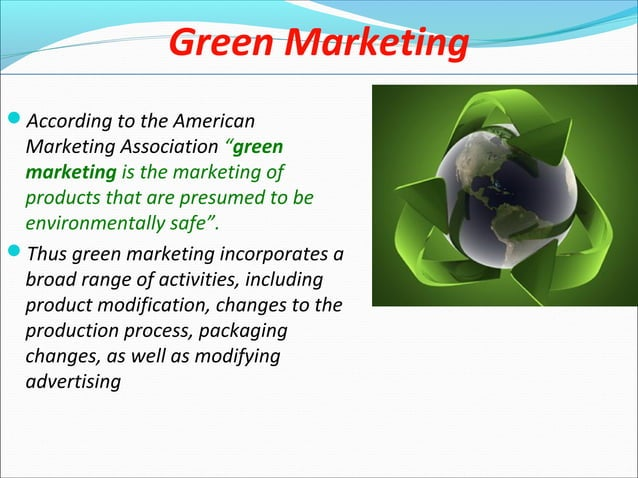 Green Marketing
According to the American
Marketing Association “green
marketing is the marketing of
products that are presumed to be
environmentally safe”.
Thus green marketing incorporates a
broad range of activities, including
product modification, changes to the
production process, packaging
changes, as well as modifying
advertising